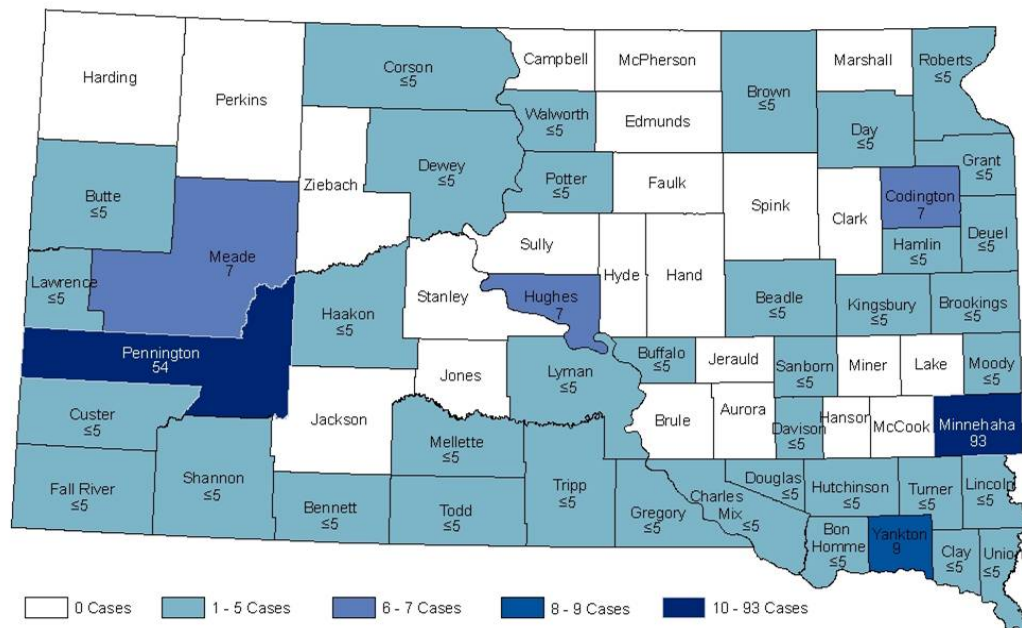 Harding
Perkins
Corson
≤5
Campbell
McPherson
Brown
≤5
Marshall
Roberts
≤5
Walworth
≤5
Edmunds
Day
≤5
Butte
≤5
Ziebach
Dewey
≤5
Potter
≤5
Faulk
Spink
Clark
Codington
7
Grant
≤5
Meade
7
Sully
Hyde
Hand
Hamlin
≤5
Deuel
≤5
Lawrence
≤5
Haakon
≤5
Stanley
Hughes
7
Beadle
≤5
Kingsbury
≤5
Brookings
≤5
Pennington
54
Jones
Lyman
≤5
Buffalo
≤5
Jerauld
Sanborn
≤5
Miner
Lake
Moody
≤5
Custer
≤5
Jackson
Mellette
≤5
Brule
Aurora
Davison
≤5
Hanson
McCook
Minnehaha
93
Fall River
≤5
Shannon
≤5
Bennett
≤5
Todd
≤5
Tripp
≤5
Gregory
≤5
Charles
Mix
≤5
Douglas
≤5
Hutchinson
≤5
Turner
≤5
Lincoln
≤5
Bon
Homme
≤5
Yankton
9
Clay
≤5
Union
≤5
0 Cases
1 - 5 Cases
6 - 7 Cases
8 - 9 Cases
10 - 93 Cases